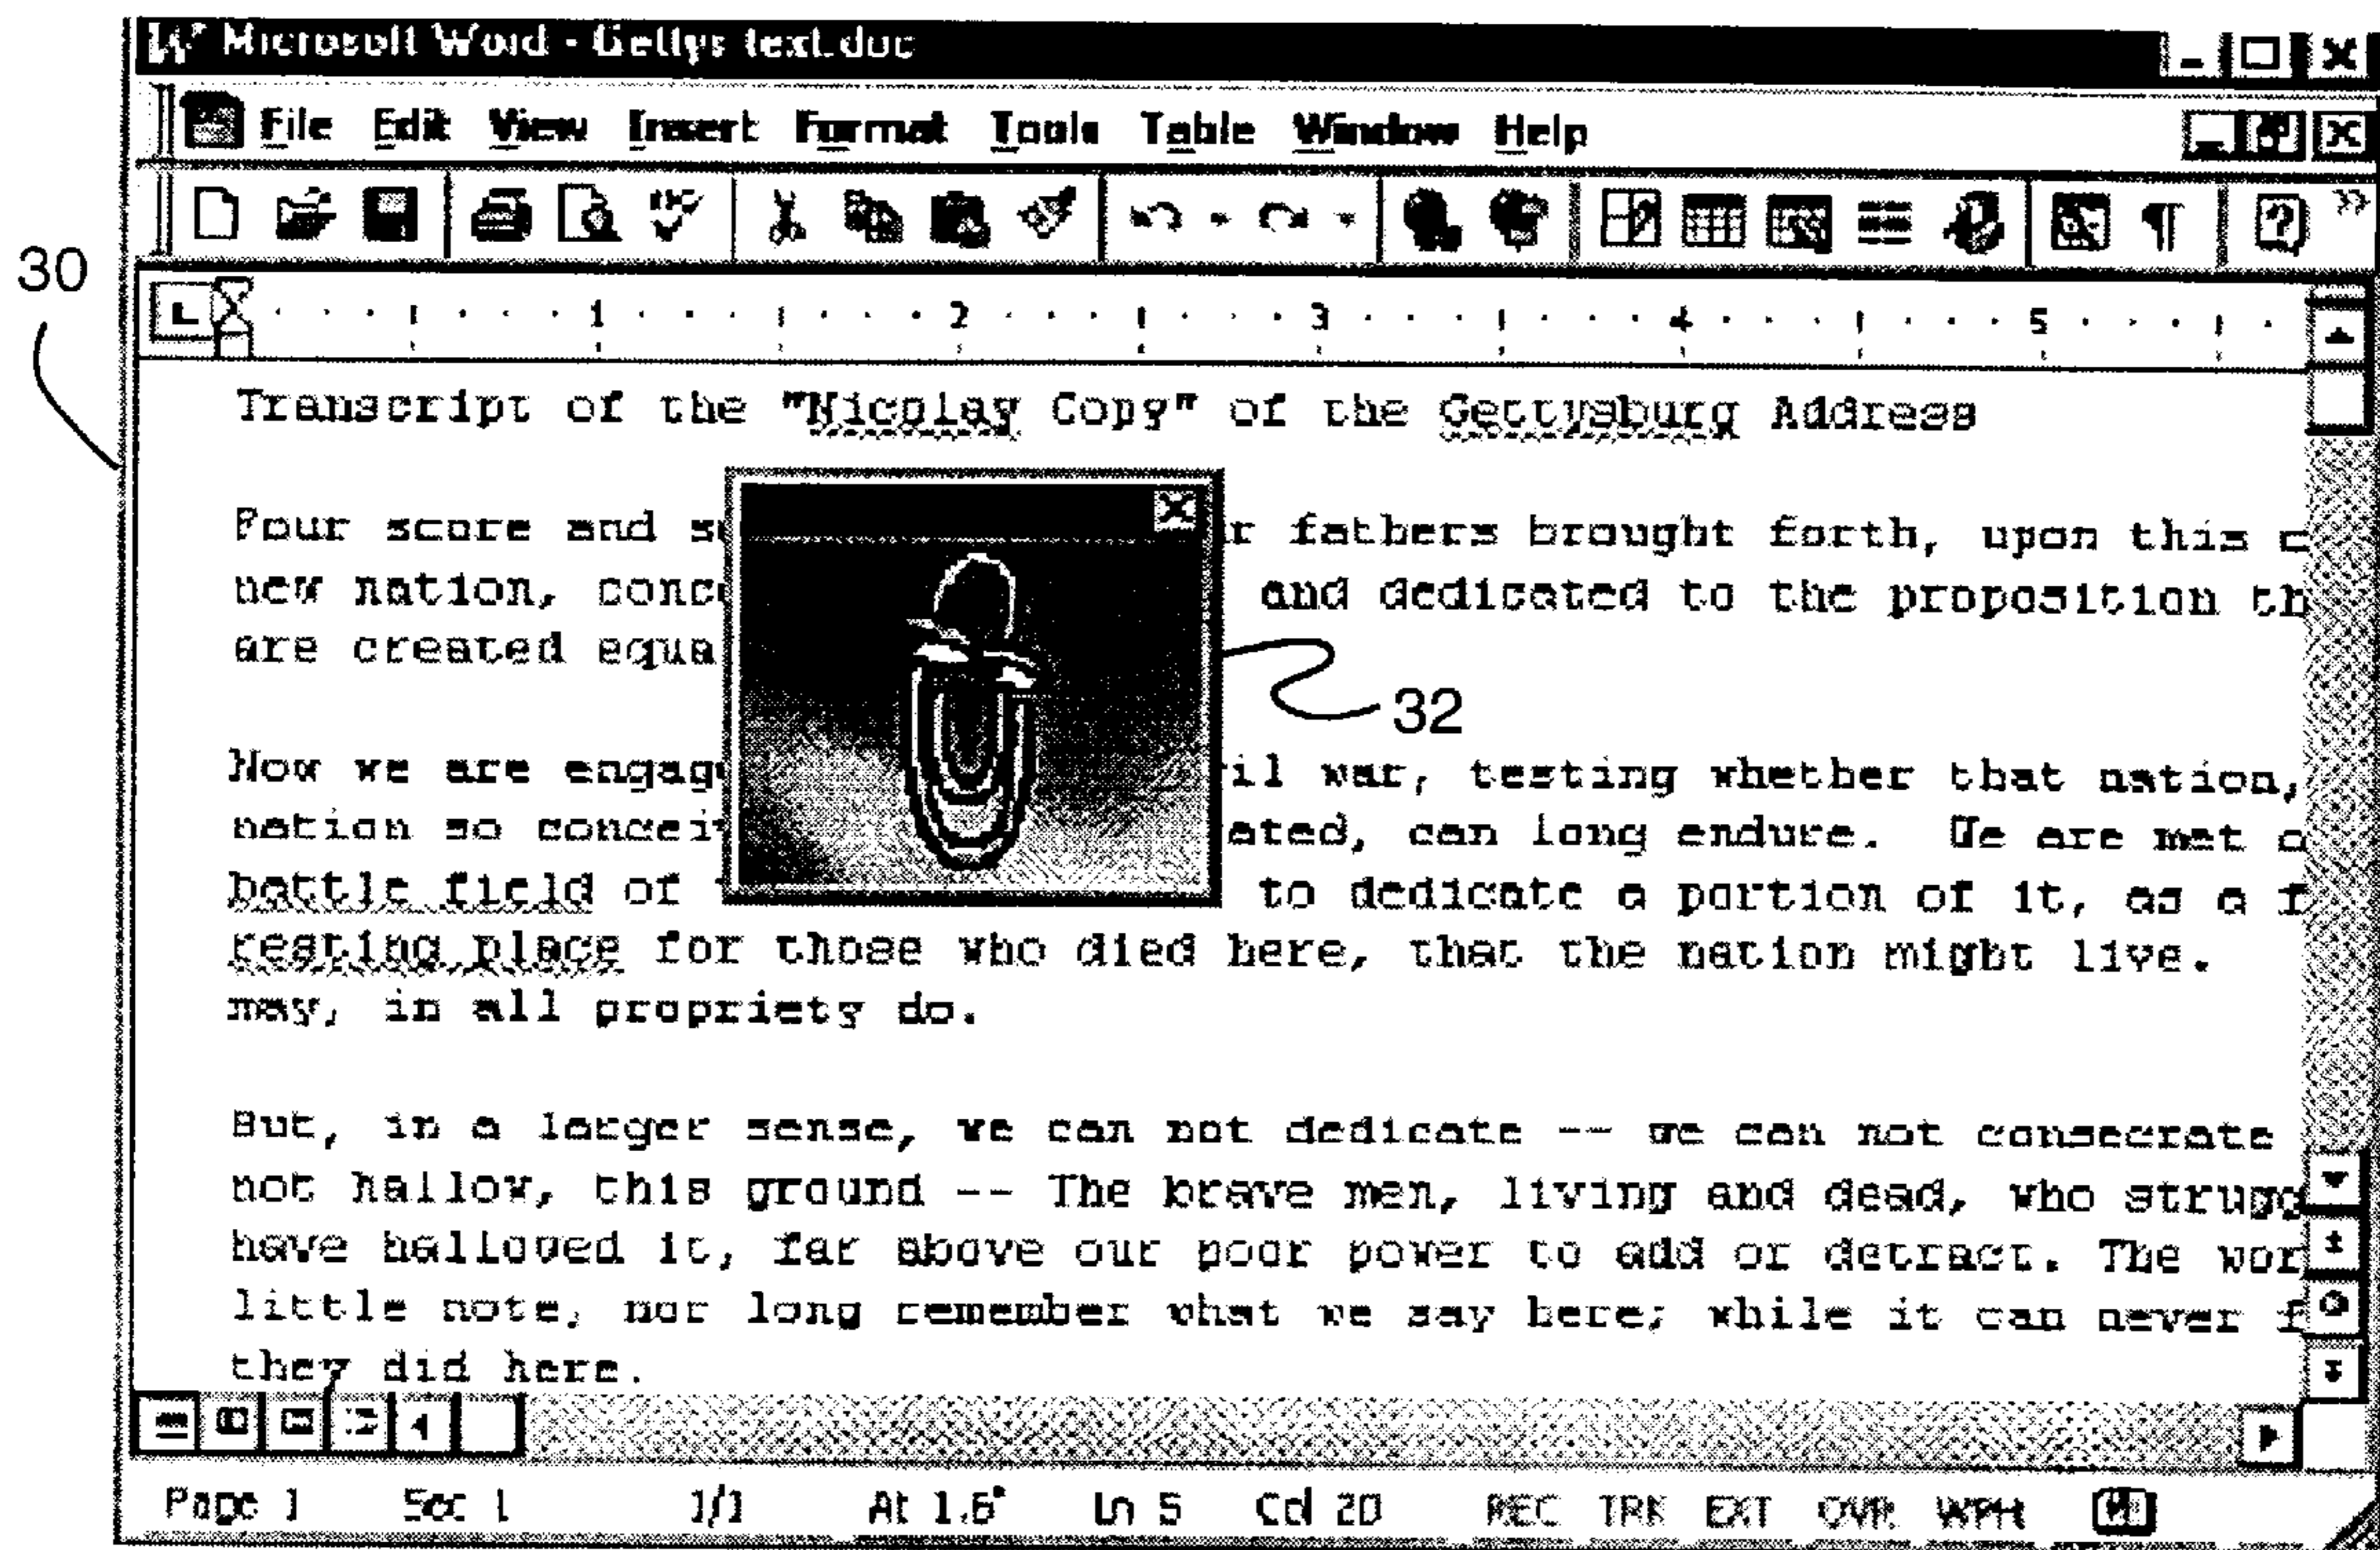 W Microsoft Word - Gettys text.doc
File Edit View Insert Format Tools Table Window Help
30
L 1 2 3 4 5
Transcript of the "Nicolay Copy" of the Gettysburg Address
Four score and s r fathers brought forth, upon this c
new nation, conce and dedicated to the proposition th
are created equa
32
Now we are engage il war, testing whether that nation,
nation so conceiv ated, can long endure. We are met o
battle field of to dedicate a portion of it, as a f
resting place for those who died here, that the nation might live.
may, in all propriety do.
But, in a larger sense, we can not dedicate -- we can not consecrate
not hallow, this ground -- The brave men, living and dead, who strugg
have hallowed it, far above our poor power to add or detract. The wor
little note, nor long remember what we say here; while it can never f
they did here.
Page 1 Sec 1 1/1 At 1.6" Ln 5 Col 20 REC TRK EXT OVR WPH